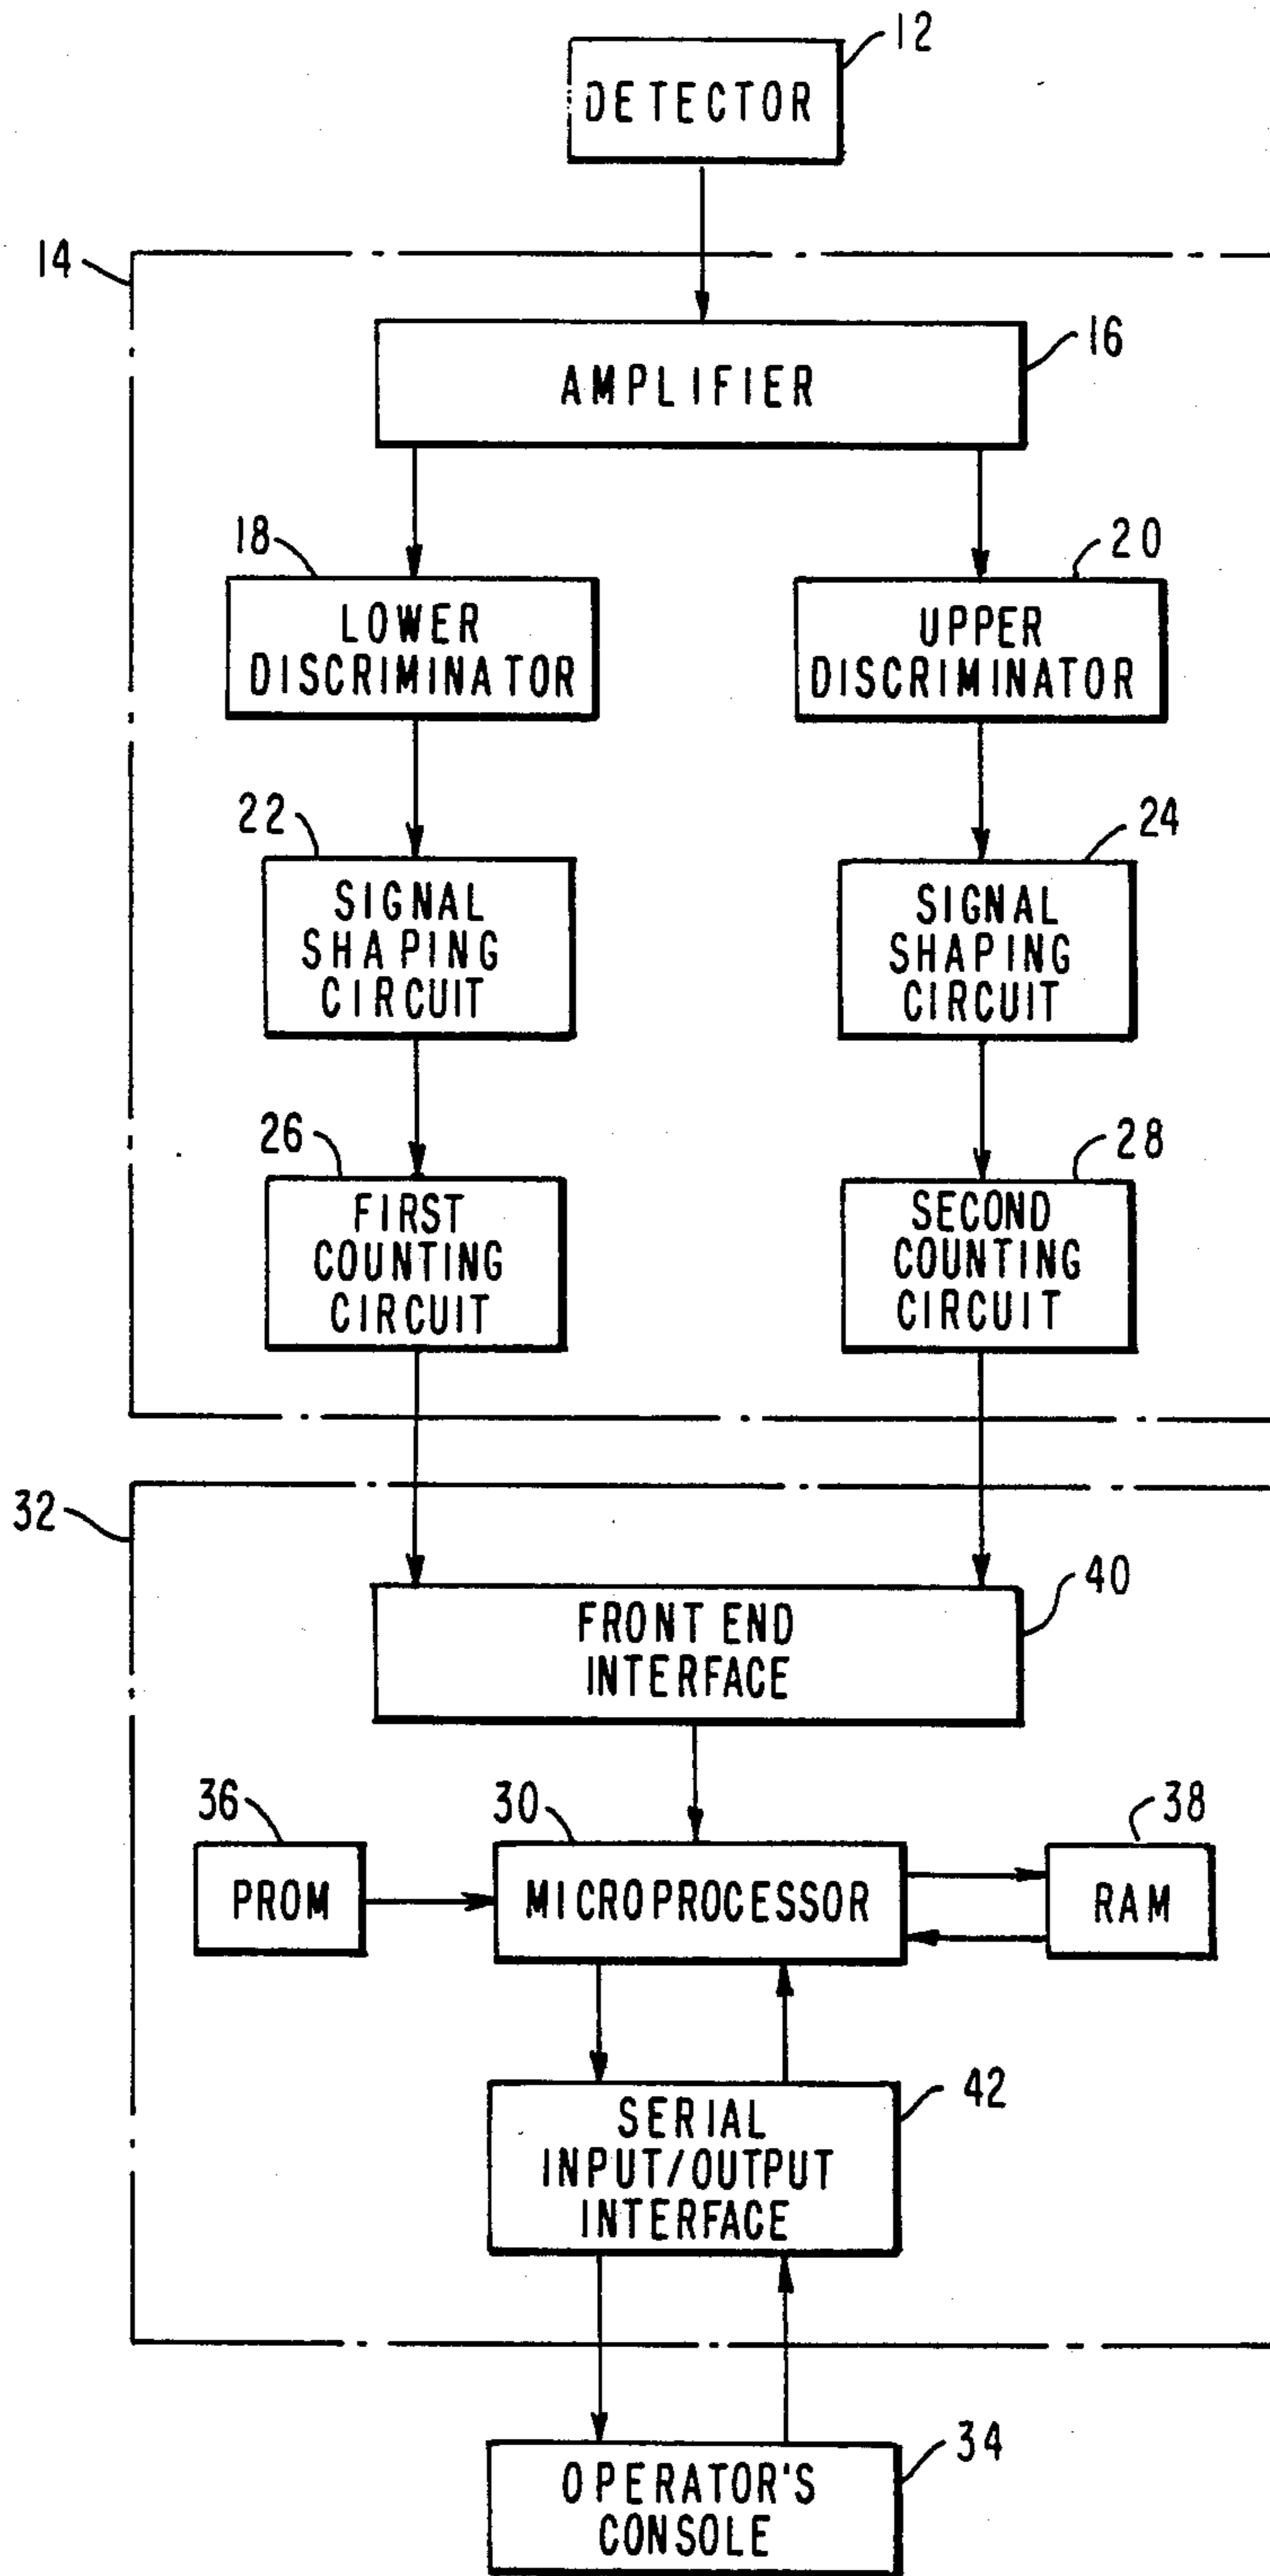 12
DETECTOR
14
16
AMPLIFIER
18
20
LOWER
DISCRIMINATOR
UPPER
DISCRIMINATOR
22
24
SIGNAL
SHAPING
CIRCUIT
SIGNAL
SHAPING
CIRCUIT
26
28
FIRST
COUNTING
CIRCUIT
SECOND
COUNTING
CIRCUIT
32
40
FRONT END
INTERFACE
36
30
38
PROM
MICROPROCESSOR
RAM
42
SERIAL
INPUT/OUTPUT
INTERFACE
34
OPERATOR'S
CONSOLE